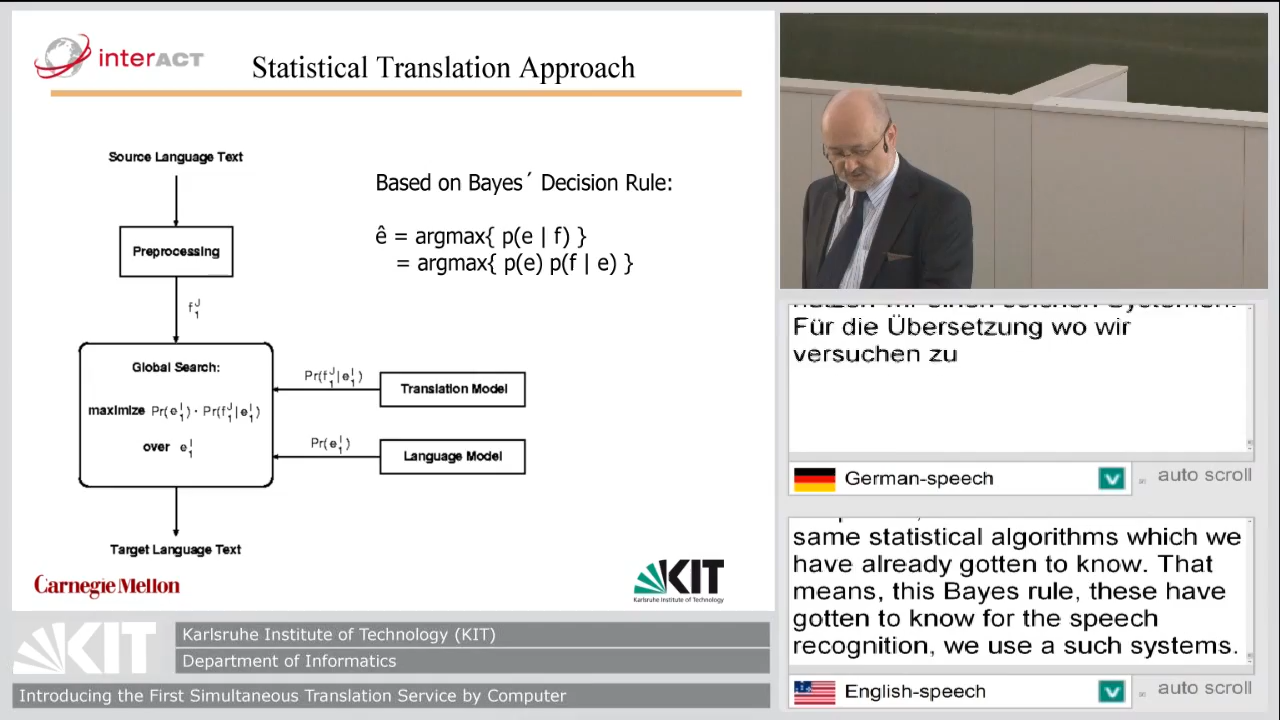 interACT
Statistical Translation Approach
Source Language Text
Based on Bayes´ Decision Rule:
Preprocessing
ê = argmax{ p(e | f) }
= argmax{ p(e) p(f | e) }
f₁ᴶ
Global Search:
maximize Pr(e₁ᴵ) · Pr(f₁ᴶ|e₁ᴵ)
over e₁ᴵ
Pr(f₁ᴶ|e₁ᴵ)
Translation Model
Pr(e₁ᴵ)
Language Model
Target Language Text
Carnegie Mellon
KIT
Karlsruhe Institute of Technology
Für die Übersetzung wo wir
versuchen zu
German-speech
auto scroll
same statistical algorithms which we
have already gotten to know. That
means, this Bayes rule, these have
gotten to know for the speech
recognition, we use a such systems.
English-speech
auto scroll
KIT
Karlsruhe Institute of Technology (KIT)
Department of Informatics
Introducing the First Simultaneous Translation Service by Computer